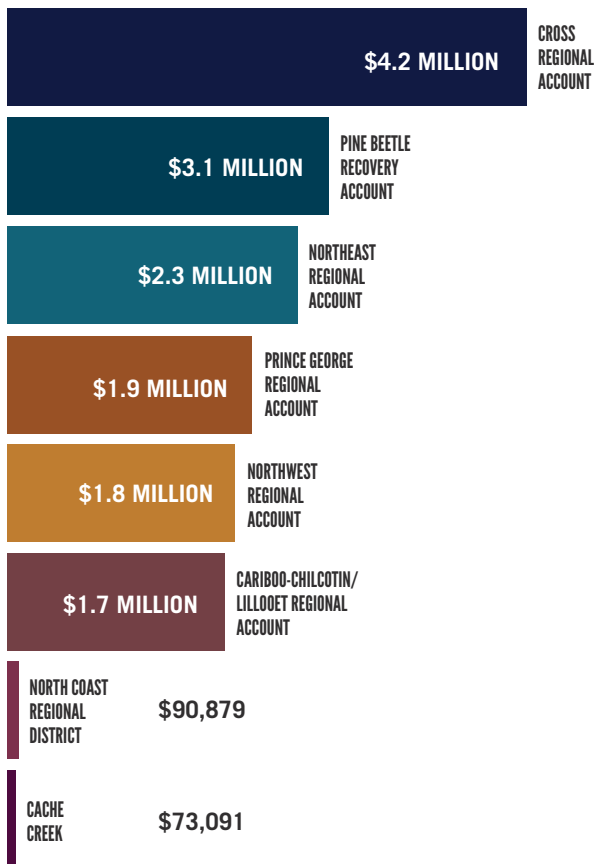 $4.2 MILLION
CROSS
REGIONAL
ACCOUNT
$3.1 MILLION
PINE BEETLE
RECOVERY
ACCOUNT
$2.3 MILLION
NORTHEAST
REGIONAL
ACCOUNT
$1.9 MILLION
PRINCE GEORGE
REGIONAL
ACCOUNT
$1.8 MILLION
NORTHWEST
REGIONAL
ACCOUNT
$1.7 MILLION
CARIBOO-CHILCOTIN/
LILLOOET REGIONAL
ACCOUNT
NORTH COAST
REGIONAL
DISTRICT
$90,879
CACHE
CREEK
$73,091